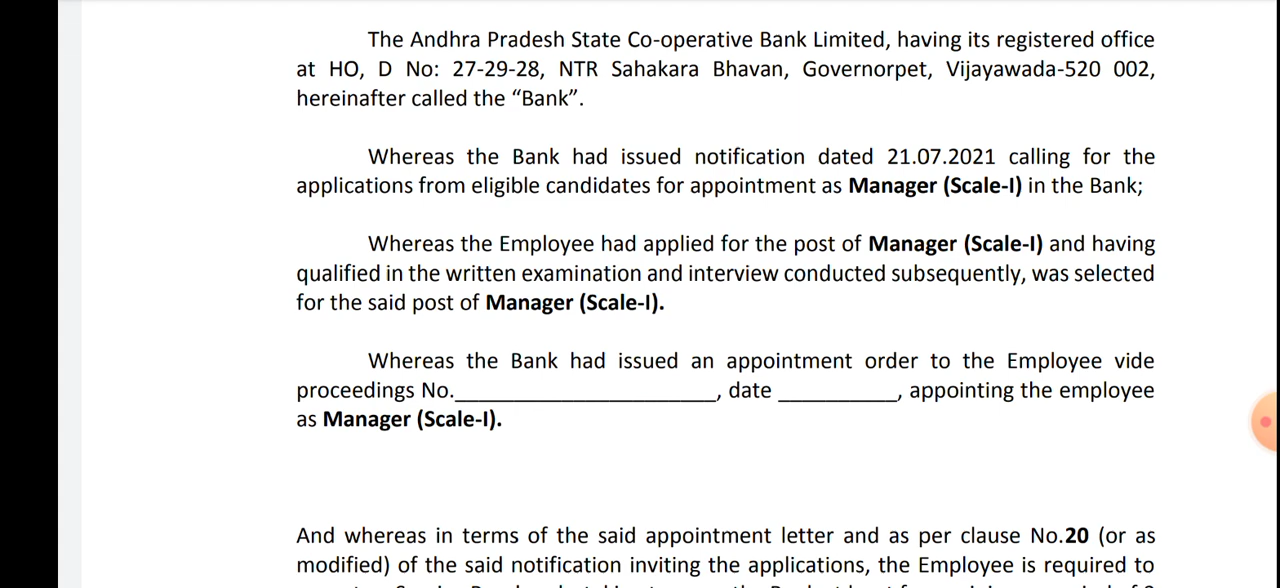 The Andhra Pradesh State Co-operative Bank Limited, having its registered office
at HO, D No: 27-29-28, NTR Sahakara Bhavan, Governorpet, Vijayawada-520 002,
hereinafter called the “Bank”.
Whereas the Bank had issued notification dated 21.07.2021 calling for the
applications from eligible candidates for appointment as Manager (Scale-I) in the Bank;
Whereas the Employee had applied for the post of Manager (Scale-I) and having
qualified in the written examination and interview conducted subsequently, was selected
for the said post of Manager (Scale-I).
Whereas the Bank had issued an appointment order to the Employee vide
proceedings No.______________________, date __________, appointing the employee
as Manager (Scale-I).
And whereas in terms of the said appointment letter and as per clause No.20 (or as
modified) of the said notification inviting the applications, the Employee is required to